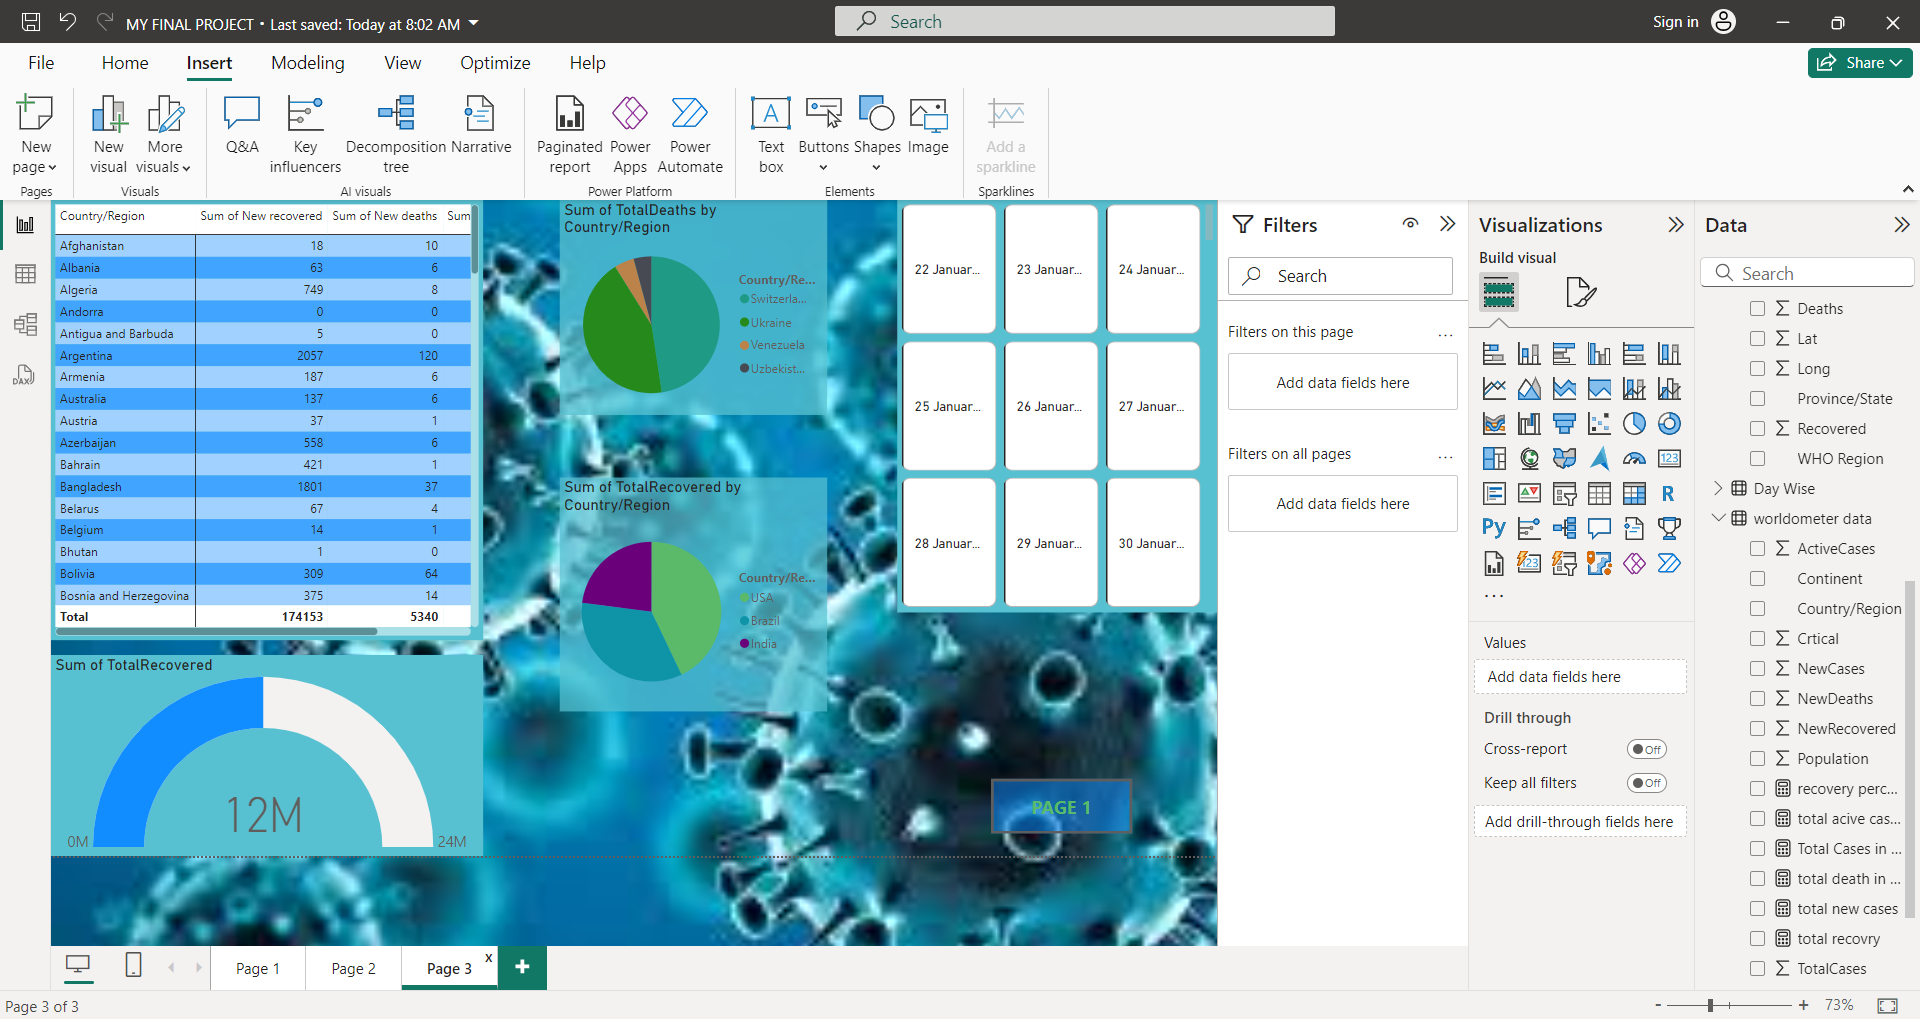 MY FINAL PROJECT • Last saved: Today at 8:02 AM
Search
Sign in
File Home Insert Modeling View Optimize Help
Share
New page
New visual
More visuals
Q&A
Key influencers
Decomposition tree
Narrative
Paginated report
Power Apps
Power Automate
Text box
Buttons
Shapes
Image
Add a sparkline
Pages
Visuals
AI visuals
Power Platform
Elements
Sparklines
Country/Region Sum of New recovered Sum of New deaths Sum
Afghanistan 18 10
Albania 63 6
Algeria 749 8
Andorra 0 0
Antigua and Barbuda 5 0
Argentina 2057 120
Armenia 187 6
Australia 137 6
Austria 37 1
Azerbaijan 558 6
Bahrain 421 1
Bangladesh 1801 37
Belarus 67 4
Belgium 14 1
Bhutan 1 0
Bolivia 309 64
Bosnia and Herzegovina 375 14
Total 174153 5340
Sum of TotalRecovered
12M
0M
24M
Sum of TotalDeaths by
Country/Region
Country/Re...
Switzerla...
Ukraine
Venezuela
Uzbekist...
Sum of TotalRecovered by
Country/Region
Country/Re...
USA
Brazil
India
22 Januar... 23 Januar... 24 Januar...
25 Januar... 26 Januar... 27 Januar...
28 Januar... 29 Januar... 30 Januar...
PAGE 1
Filters
Search
Filters on this page ...
Add data fields here
Filters on all pages ...
Add data fields here
Visualizations
Build visual
123
R
Py
DAX
123
...
Values
Add data fields here
Drill through
Cross-report Off
Keep all filters Off
Add drill-through fields here
Data
Search
Deaths
Lat
Long
Province/State
Recovered
WHO Region
Day Wise
worldometer data
ActiveCases
Continent
Country/Region
Crtical
NewCases
NewDeaths
NewRecovered
Population
recovery perc...
total acive cas...
Total Cases in ...
total death in ...
total new cases
total recovry
TotalCases
Page 1
Page 2
Page 3 x
+
Page 3 of 3
- + 73%